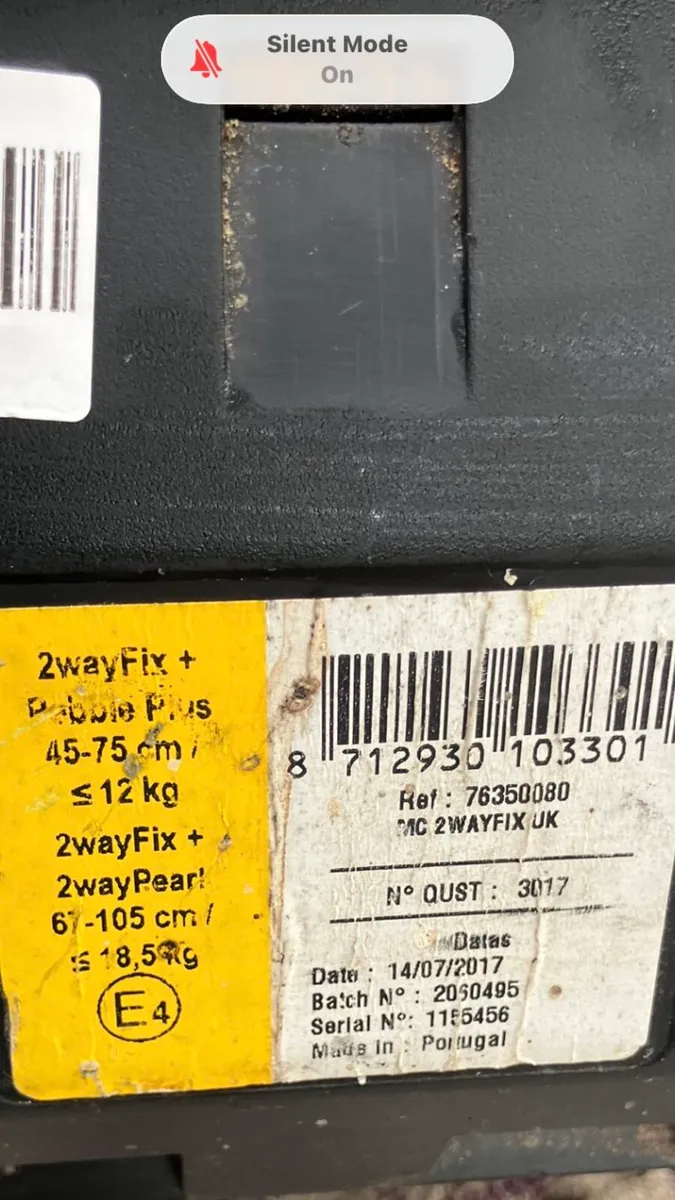 Silent Mode
On
2wayFix +
Pebble Plus
45-75 cm /
≤ 12 kg
2wayFix +
2wayPearl
67-105 cm /
≤ 18,5 kg
E4
8 712930 103301
Ref : 76350080
MC 2WAYFIX UK
N° QUST : 3017
Datas
Date : 14/07/2017
Batch N° : 2060495
Serial N°: 1155456
Made In : Portugal